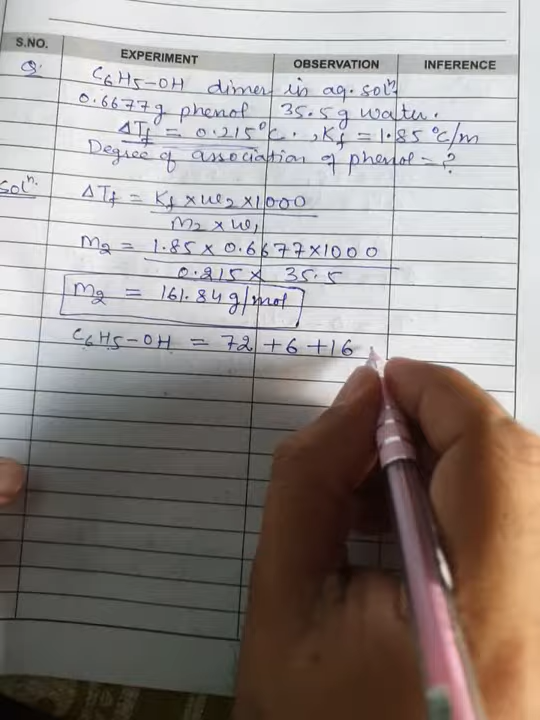 S.NO. EXPERIMENT OBSERVATION INFERENCE
Q. C6H5-OH dimer in aq. solⁿ
0.6677g phenol 35.5g water.
ΔTf = 0.215°C., Kf = 1.85 °C/m
Degree of association of phenol = ?
Solⁿ. ΔTf = Kf × w2 × 1000
M2 × w1
M2 = 1.85 × 0.6677 × 1000
0.215 × 35.5
M2 = 161.84 g/mol
C6H5-OH = 72 + 6 + 16